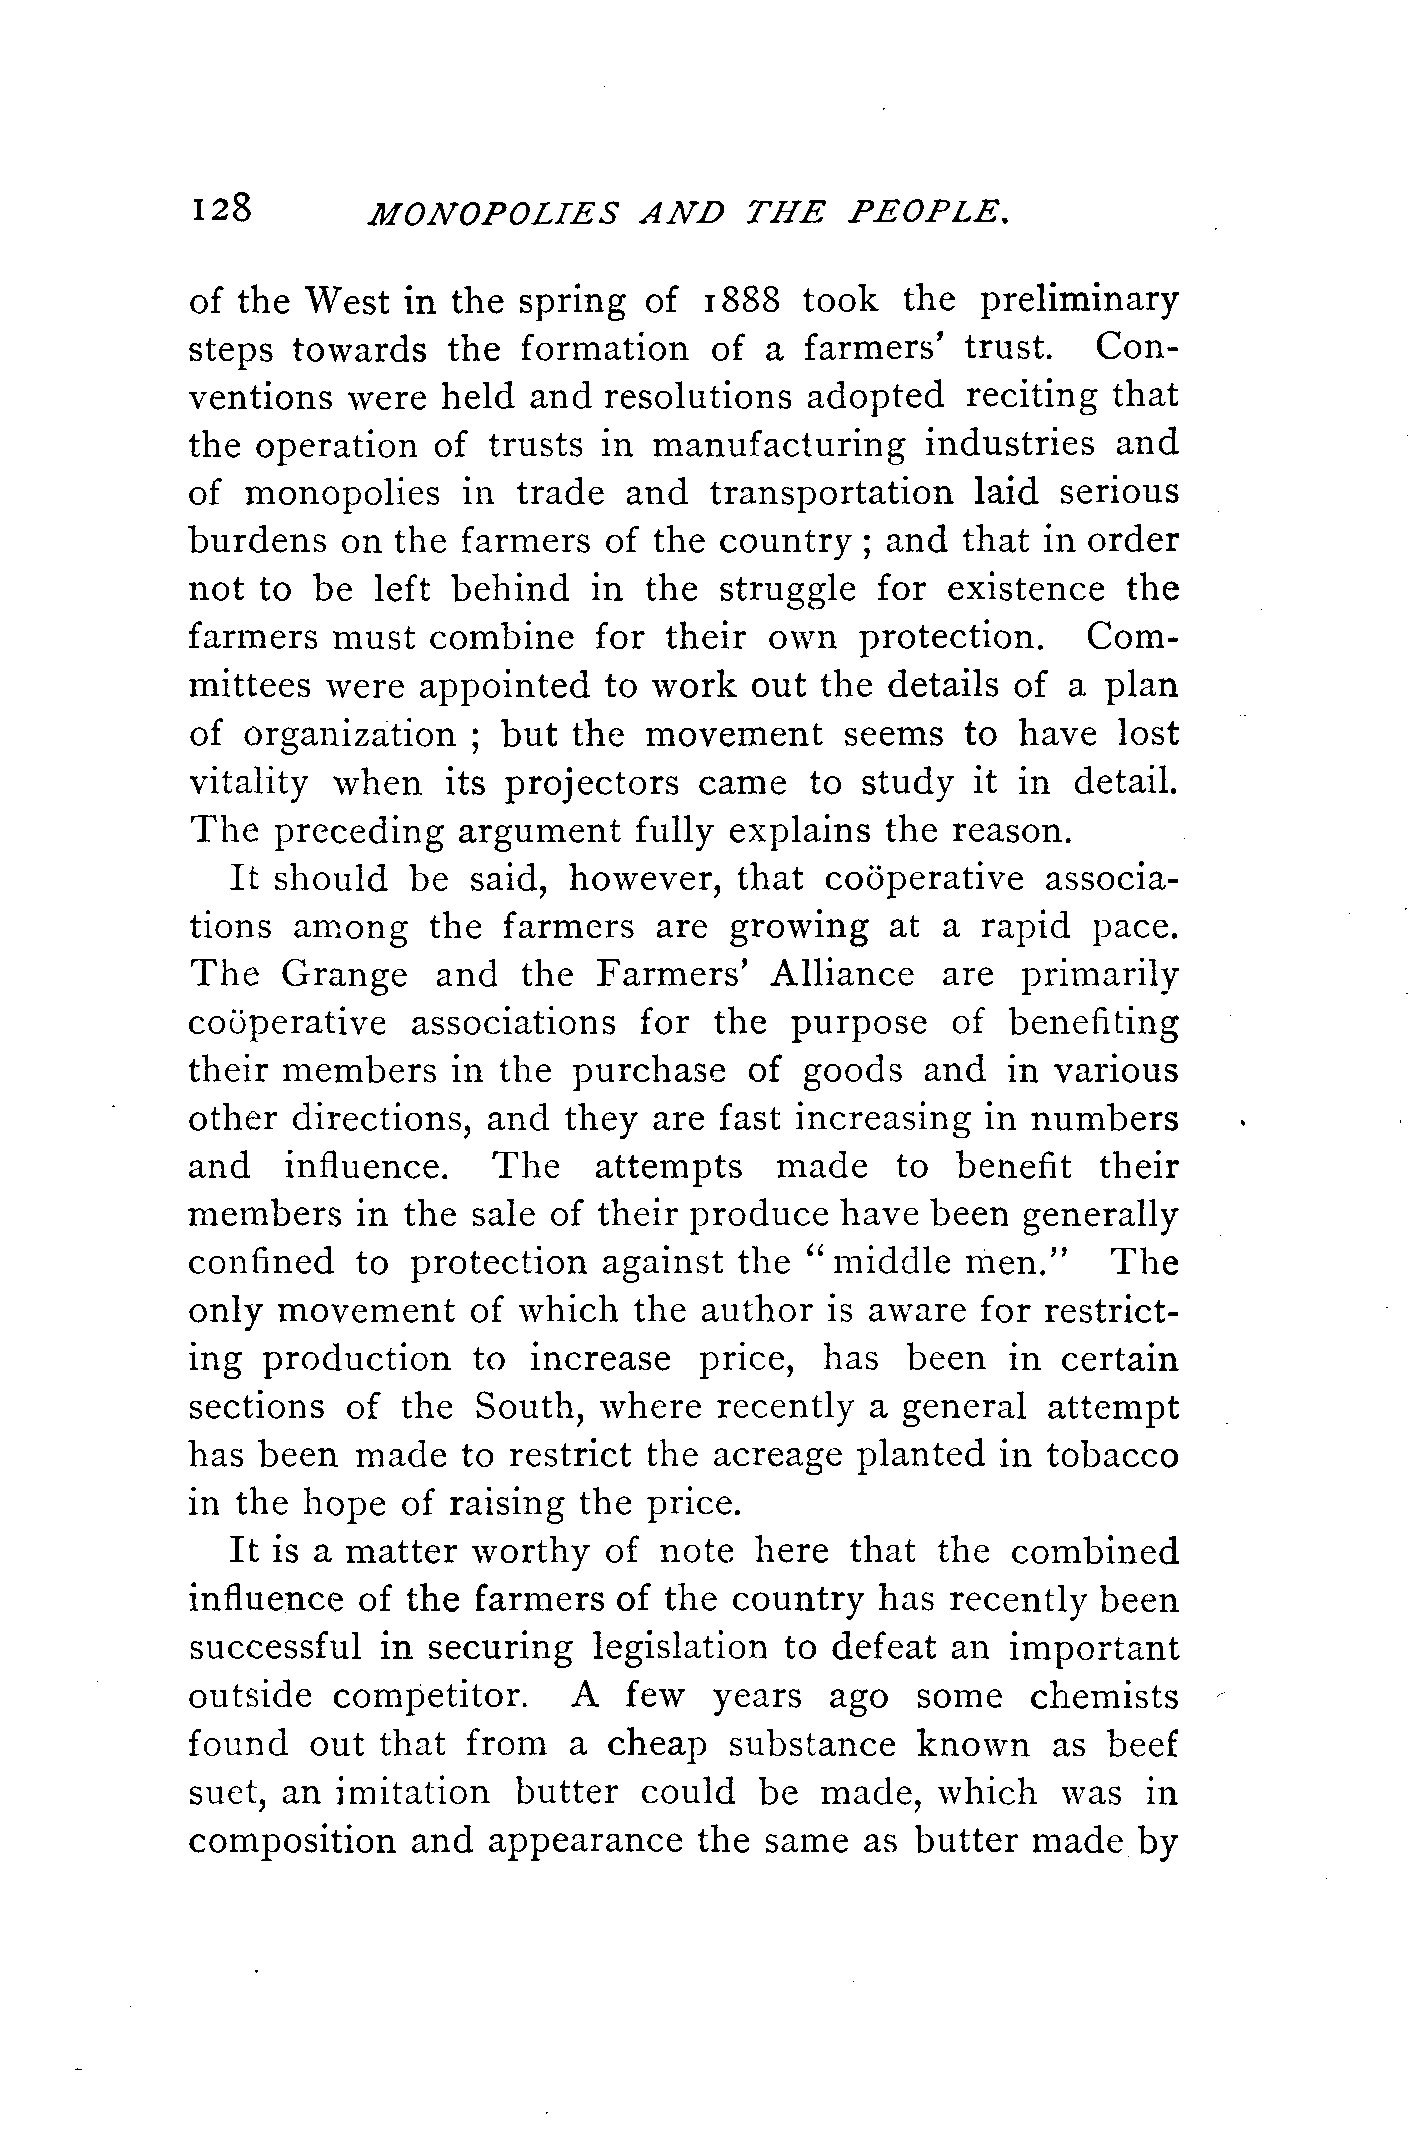 128 MONOPOLIES AND THE PEOPLE.
of the West in the spring of 1888 took the preliminary
steps towards the formation of a farmers' trust. Con-
ventions were held and resolutions adopted reciting that
the operation of trusts in manufacturing industries and
of monopolies in trade and transportation laid serious
burdens on the farmers of the country ; and that in order
not to be left behind in the struggle for existence the
farmers must combine for their own protection. Com-
mittees were appointed to work out the details of a plan
of organization ; but the movement seems to have lost
vitality when its projectors came to study it in detail.
The preceding argument fully explains the reason.
It should be said, however, that coöperative associa-
tions among the farmers are growing at a rapid pace.
The Grange and the Farmers' Alliance are primarily
coöperative associations for the purpose of benefiting
their members in the purchase of goods and in various
other directions, and they are fast increasing in numbers
and influence. The attempts made to benefit their
members in the sale of their produce have been generally
confined to protection against the “ middle men.” The
only movement of which the author is aware for restrict-
ing production to increase price, has been in certain
sections of the South, where recently a general attempt
has been made to restrict the acreage planted in tobacco
in the hope of raising the price.
It is a matter worthy of note here that the combined
influence of the farmers of the country has recently been
successful in securing legislation to defeat an important
outside competitor. A few years ago some chemists
found out that from a cheap substance known as beef
suet, an imitation butter could be made, which was in
composition and appearance the same as butter made by